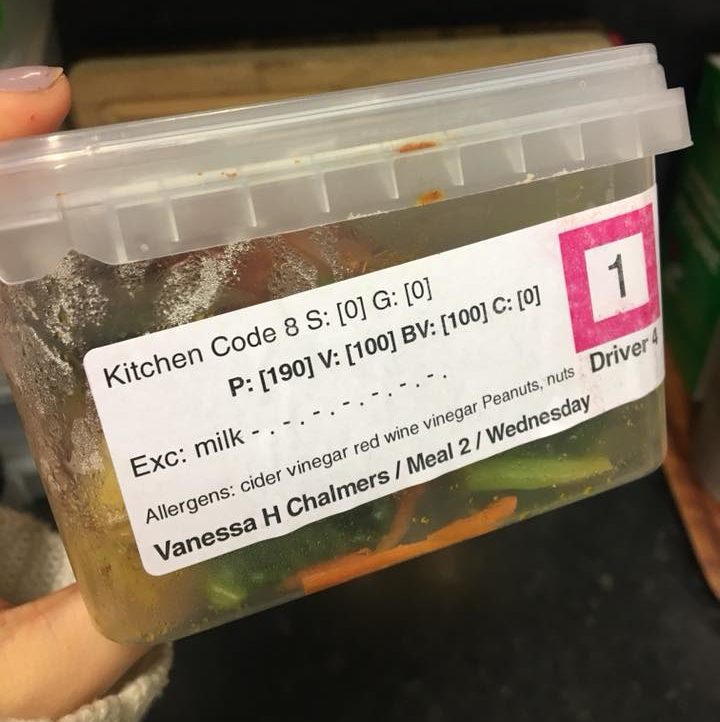 Kitchen Code 8 S: [0] G: [0]
P: [190] V: [100] BV: [100] C: [0]
1
Driver 4
Exc: milk - . - . - . - . - . - .
Allergens: cider vinegar red wine vinegar Peanuts, nuts
Vanessa H Chalmers / Meal 2 / Wednesday